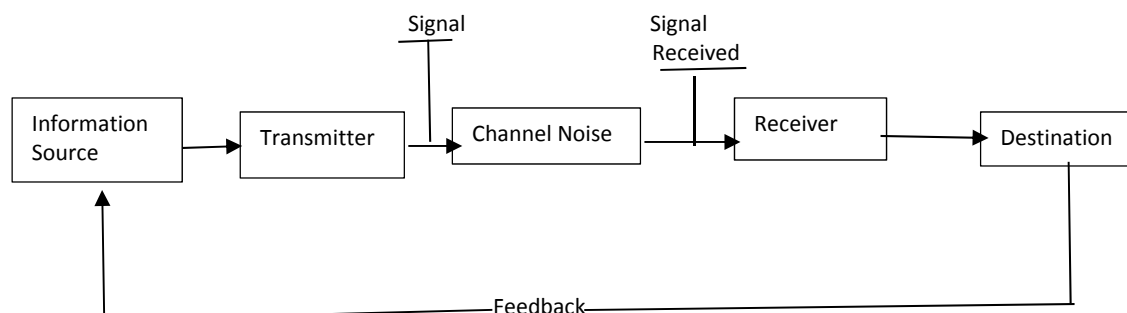 Signal
Signal
Received
Information
Source
Transmitter
Channel Noise
Receiver
Destination
Feedback